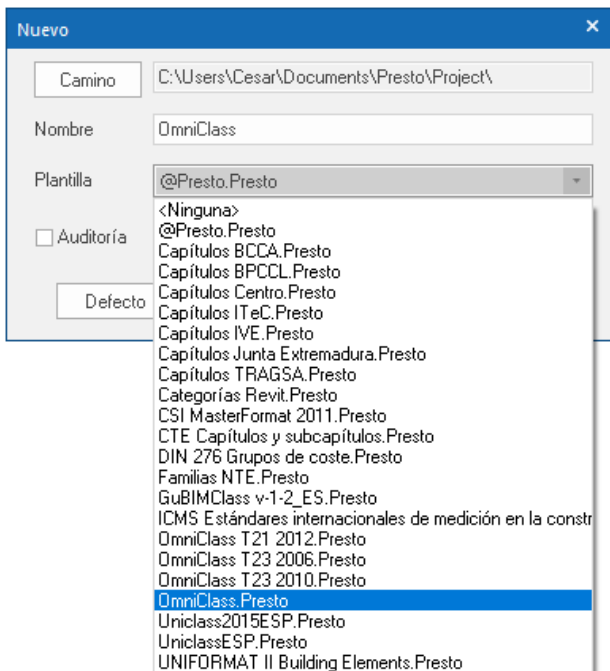 Nuevo
Camino C:\Users\Cesar\Documents\Presto\Project\
Nombre OmniClass
Plantilla @Presto.Presto
<Ninguna>
Auditoría @Presto.Presto
Capítulos BCCA.Presto
Capítulos BPCCL.Presto
Defecto Capítulos Centro.Presto
Capítulos ITeC.Presto
Capítulos IVE.Presto
Capítulos Junta Extremadura.Presto
Capítulos TRAGSA.Presto
Categorías Revit.Presto
CSI MasterFormat 2011.Presto
CTE Capítulos y subcapítulos.Presto
DIN 276 Grupos de coste.Presto
Familias NTE.Presto
GuBIMClass v-1-2_ES.Presto
ICMS Estándares internacionales de medición en la constr
OmniClass T21 2012.Presto
OmniClass T23 2006.Presto
OmniClass T23 2010.Presto
OmniClass.Presto
Uniclass2015ESP.Presto
UniclassESP.Presto
UNIFORMAT II Building Elements.Presto